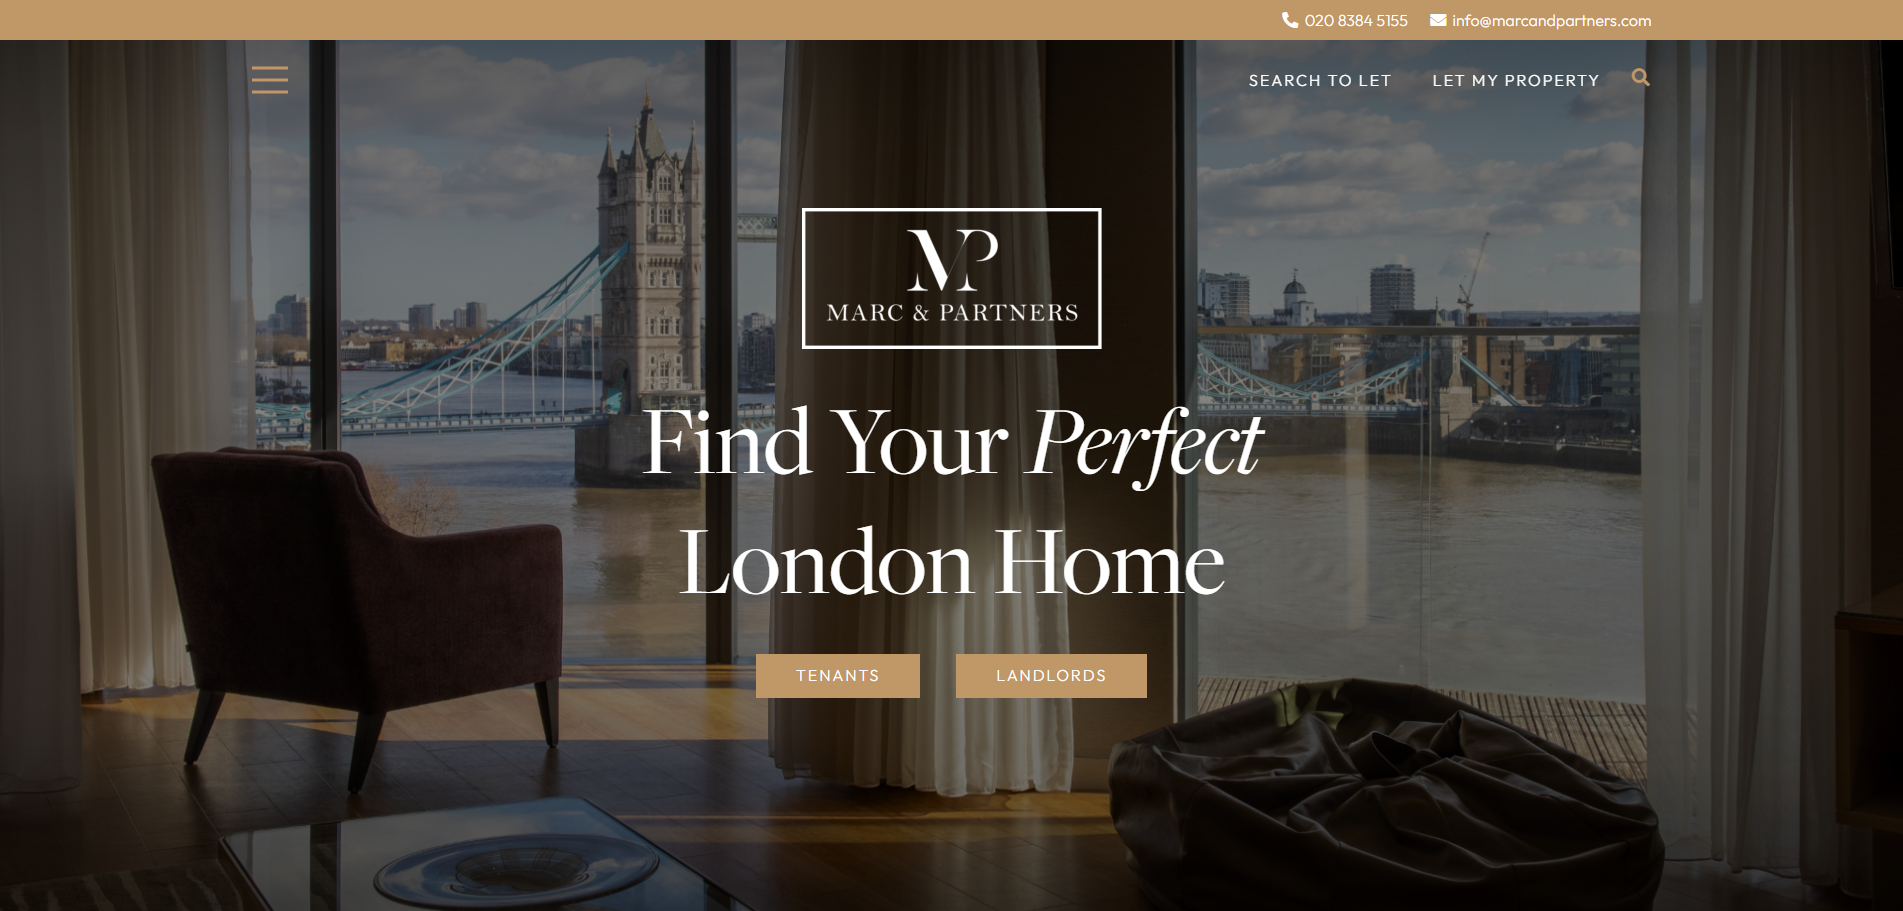 020 8384 5155 info@marcandpartners.com
SEARCH TO LET LET MY PROPERTY
MP
MARC & PARTNERS
Find Your Perfect
London Home
TENANTS LANDLORDS